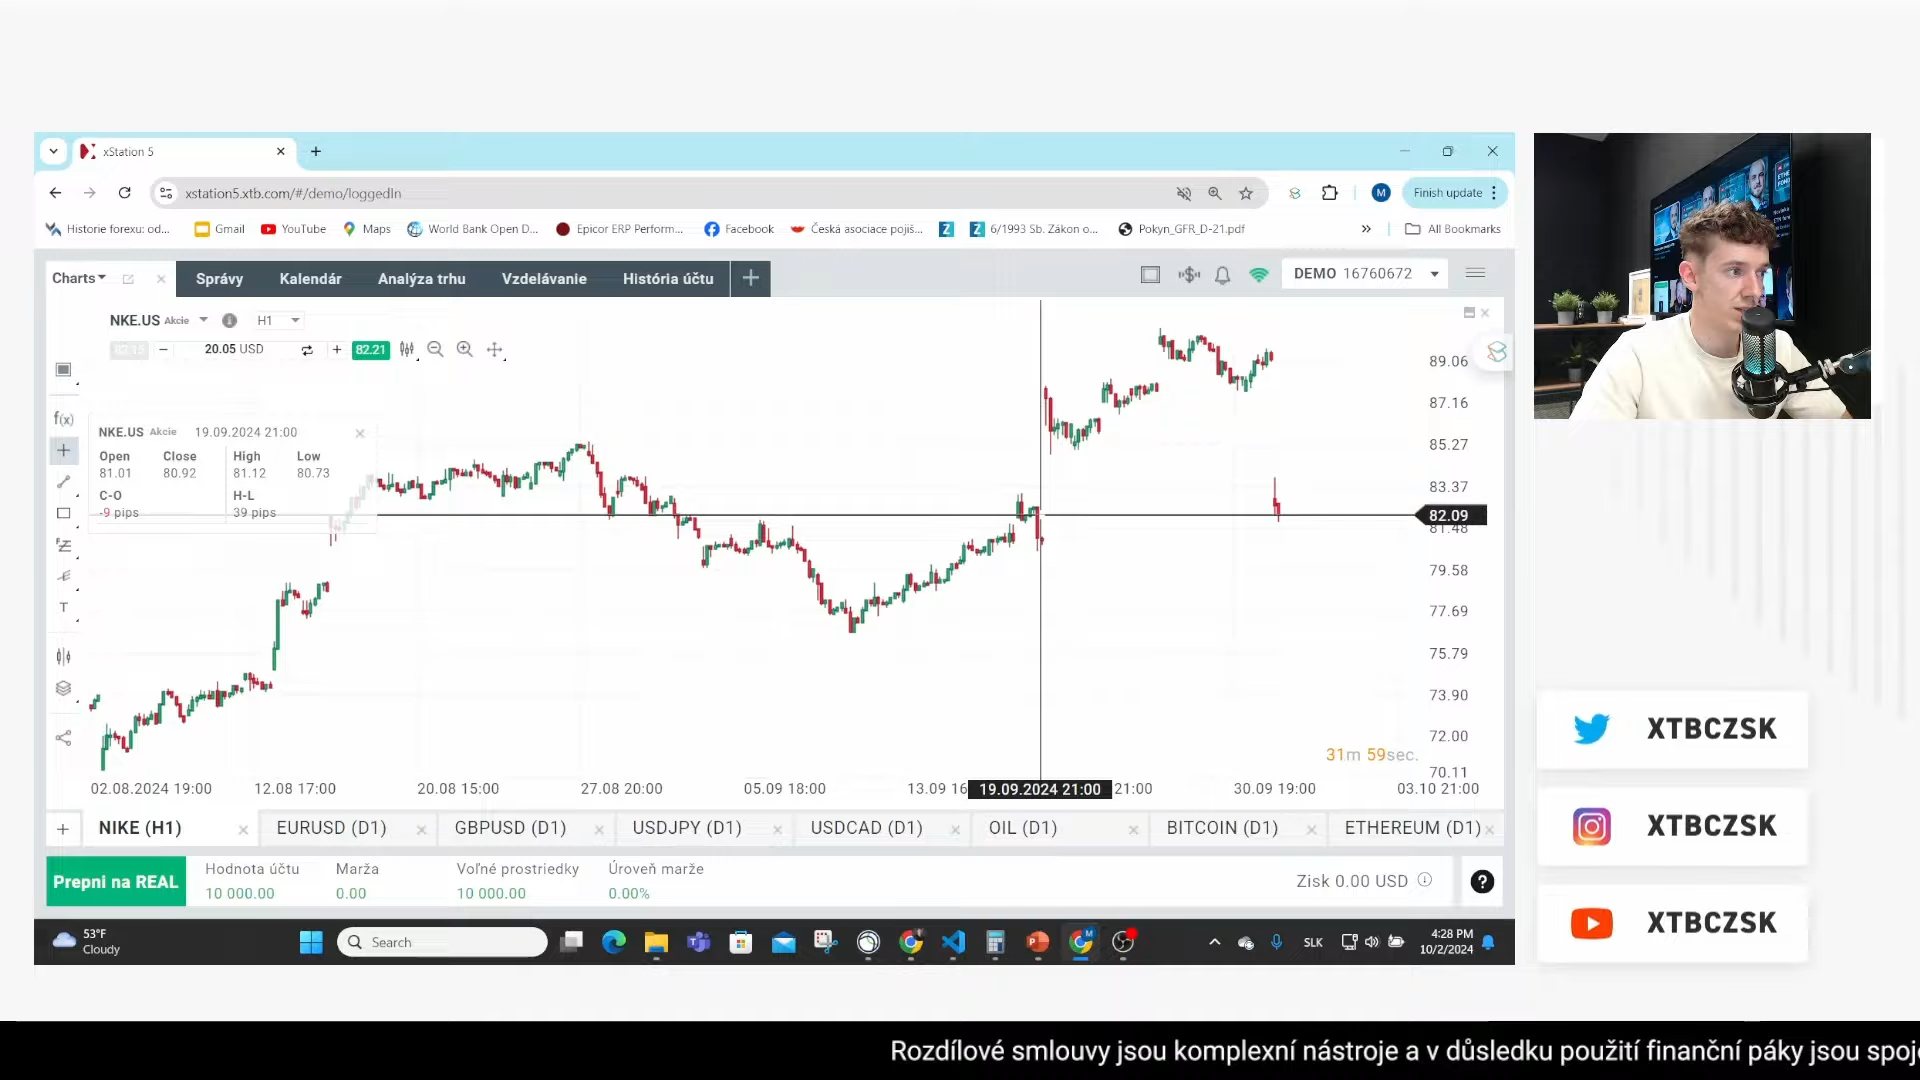 xStation 5
xstation5.xtb.com/#/demo/loggedIn
M
Finish update
Historie forexu: od...
Gmail
YouTube
Maps
World Bank Open D...
Epicor ERP Perform...
Facebook
Česká asociace pojiš...
Z
Z
6/1993 Sb. Zákon o...
Pokyn_GFR_D-21.pdf
»
All Bookmarks
Charts
Správy
Kalendár
Analýza trhu
Vzdelávanie
História účtu
DEMO 16760672
NKE.US Akcie
H1
20.05 USD
82.21
f(x)
T
NKE.US Akcie 19.09.2024 21:00
Open Close High Low
81.01 80.92 81.12 80.73
C-O H-L
-9 pips 39 pips
89.06
87.16
85.27
83.37
82.09
81.48
79.58
77.69
75.79
73.90
72.00
70.11
31m 59sec.
02.08.2024 19:00
12.08 17:00
20.08 15:00
27.08 20:00
05.09 18:00
13.09 16
19.09.2024 21:00
21:00
30.09 19:00
03.10 21:00
NIKE (H1)
EURUSD (D1)
GBPUSD (D1)
USDJPY (D1)
USDCAD (D1)
OIL (D1)
BITCOIN (D1)
ETHEREUM (D1)
Prepni na REAL
Hodnota účtu
10 000.00
Marža
0.00
Voľné prostriedky
10 000.00
Úroveň marže
0.00%
Zisk 0.00 USD
?
53°F
Cloudy
Search
SLK
4:28 PM
10/2/2024
XTBCZSK
XTBCZSK
XTBCZSK
Rozdílové smlouvy jsou komplexní nástroje a v důsledku použití finanční páky jsou spoje